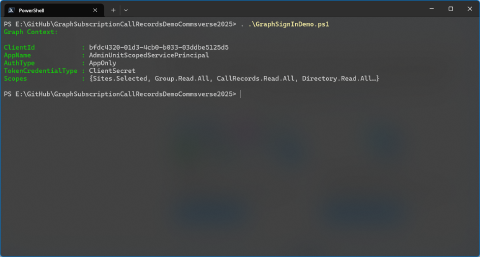 PowerShell
PS E:\GitHub\GraphSubscriptionCallRecordsDemoCommsverse2025> . .\GraphSignInDemo.ps1
Graph Context:
ClientId : bfdc4320-01d3-4cb0-b033-03ddbe5125d5
AppName : AdminUnitScopedServicePrincipal
AuthType : AppOnly
TokenCredentialType : ClientSecret
Scopes : {Sites.Selected, Group.Read.All, CallRecords.Read.All, Directory.Read.All…}
PS E:\GitHub\GraphSubscriptionCallRecordsDemoCommsverse2025>